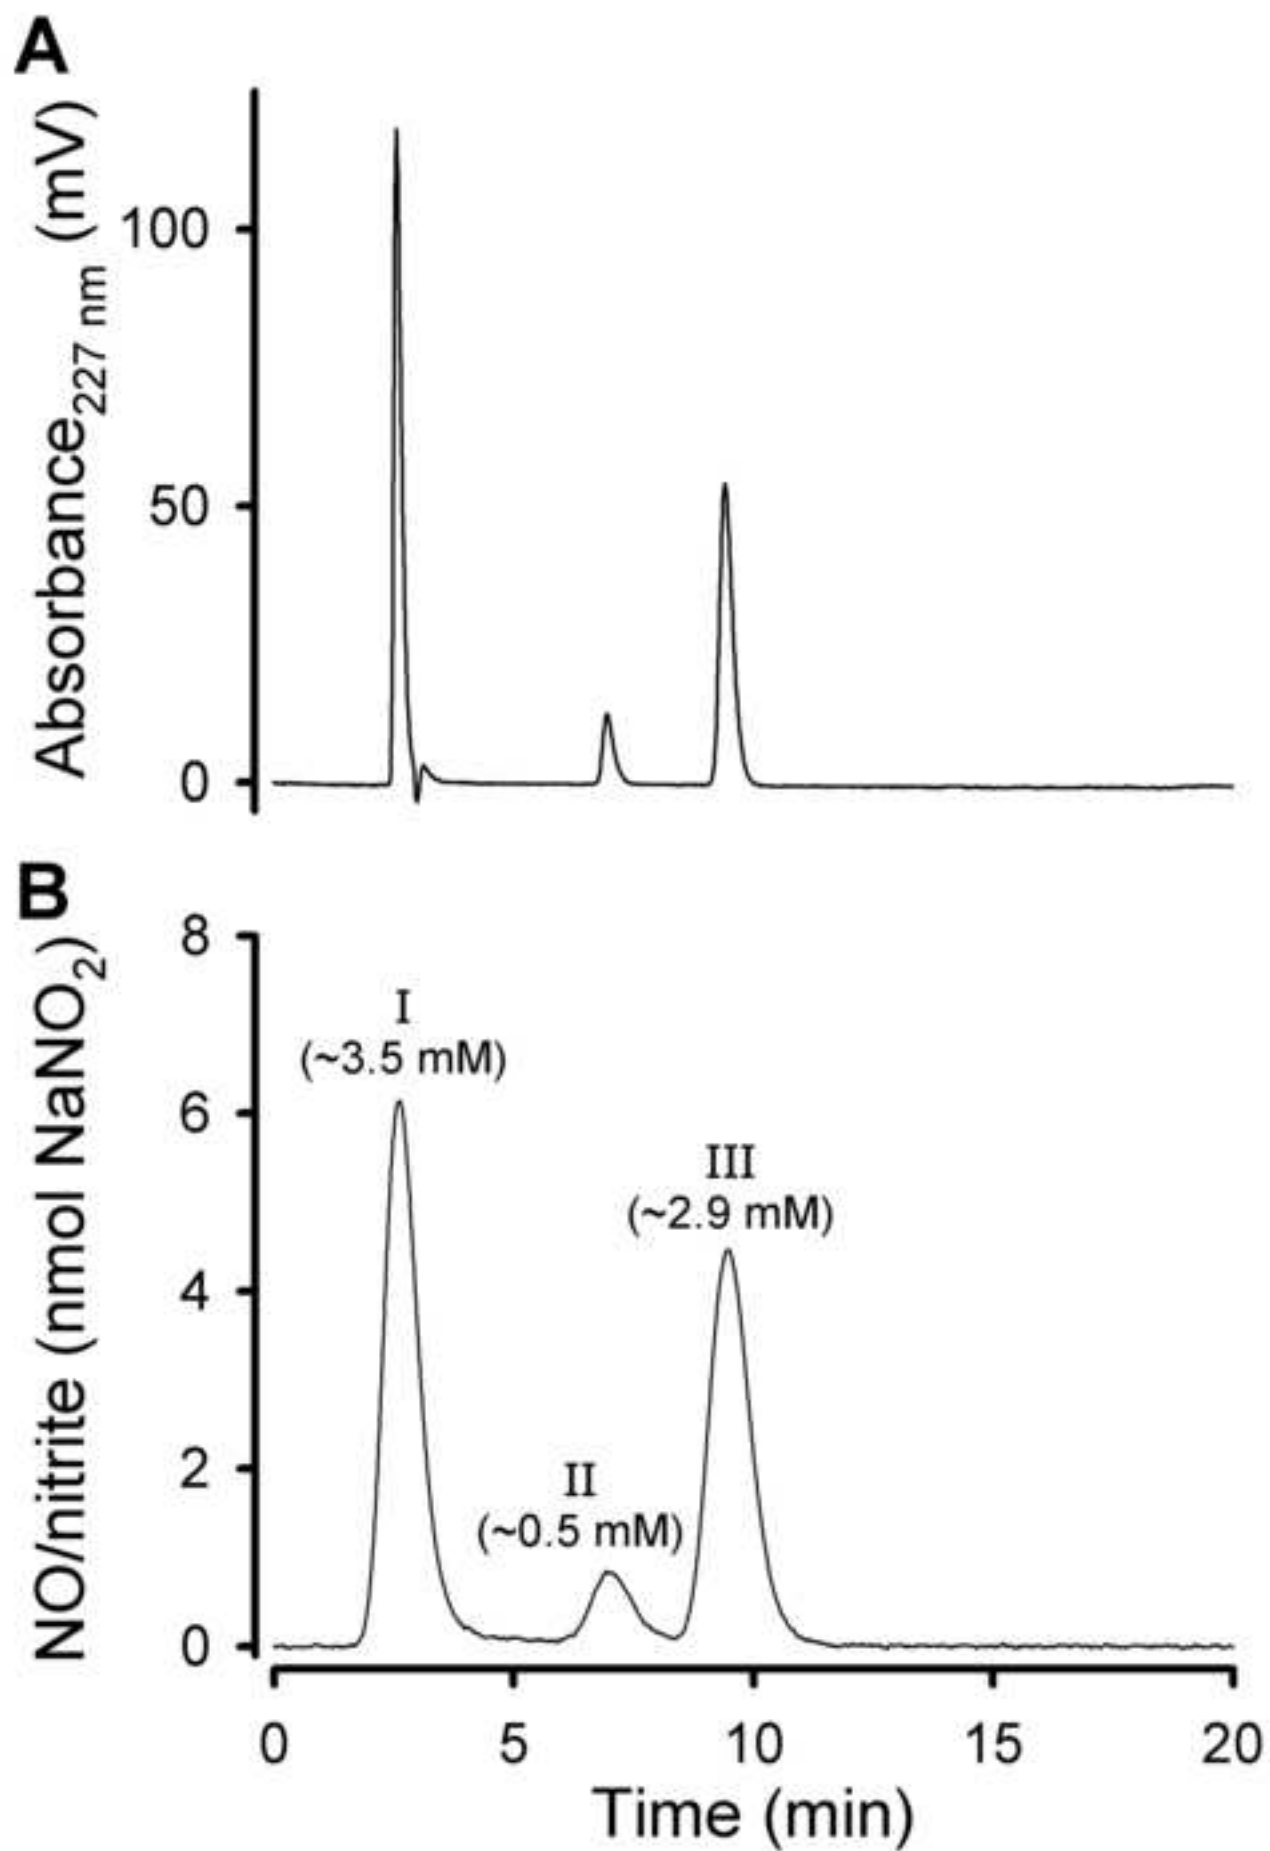 A
Absorbance227 nm (mV)
100
50
0
B
NO/nitrite (nmol NaNO2)
8
6
4
2
0
I
(~3.5 mM)
II
(~0.5 mM)
III
(~2.9 mM)
0 5 10 15 20
Time (min)